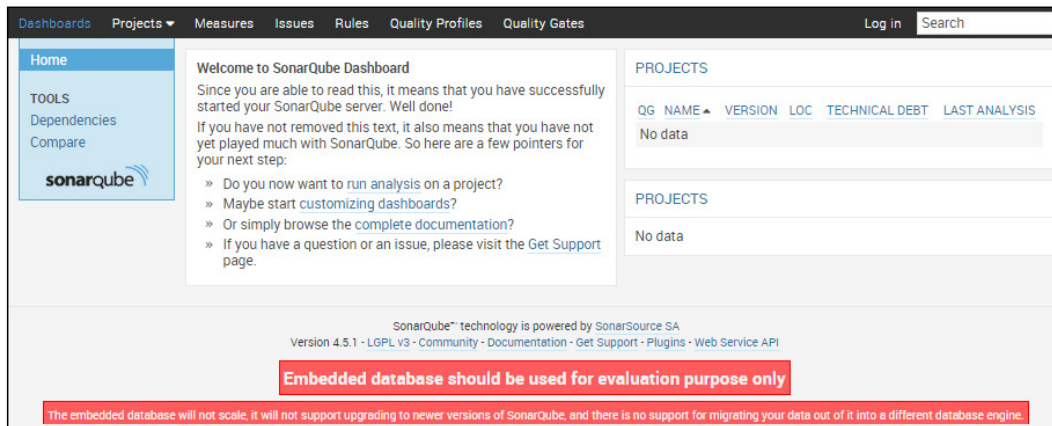 Dashboards Projects Measures Issues Rules Quality Profiles Quality Gates Log in Search
Home
TOOLS
Dependencies
Compare
sonarqube
Welcome to SonarQube Dashboard
Since you are able to read this, it means that you have successfully
started your SonarQube server. Well done!
If you have not removed this text, it also means that you have not
yet played much with SonarQube. So here are a few pointers for
your next step:
» Do you now want to run analysis on a project?
» Maybe start customizing dashboards?
» Or simply browse the complete documentation?
» If you have a question or an issue, please visit the Get Support
page.
PROJECTS
QG NAME VERSION LOC TECHNICAL DEBT LAST ANALYSIS
No data
PROJECTS
No data
SonarQube™ technology is powered by SonarSource SA
Version 4.5.1 - LGPL v3 - Community - Documentation - Get Support - Plugins - Web Service API
Embedded database should be used for evaluation purpose only
The embedded database will not scale, it will not support upgrading to newer versions of SonarQube, and there is no support for migrating your data out of it into a different database engine.